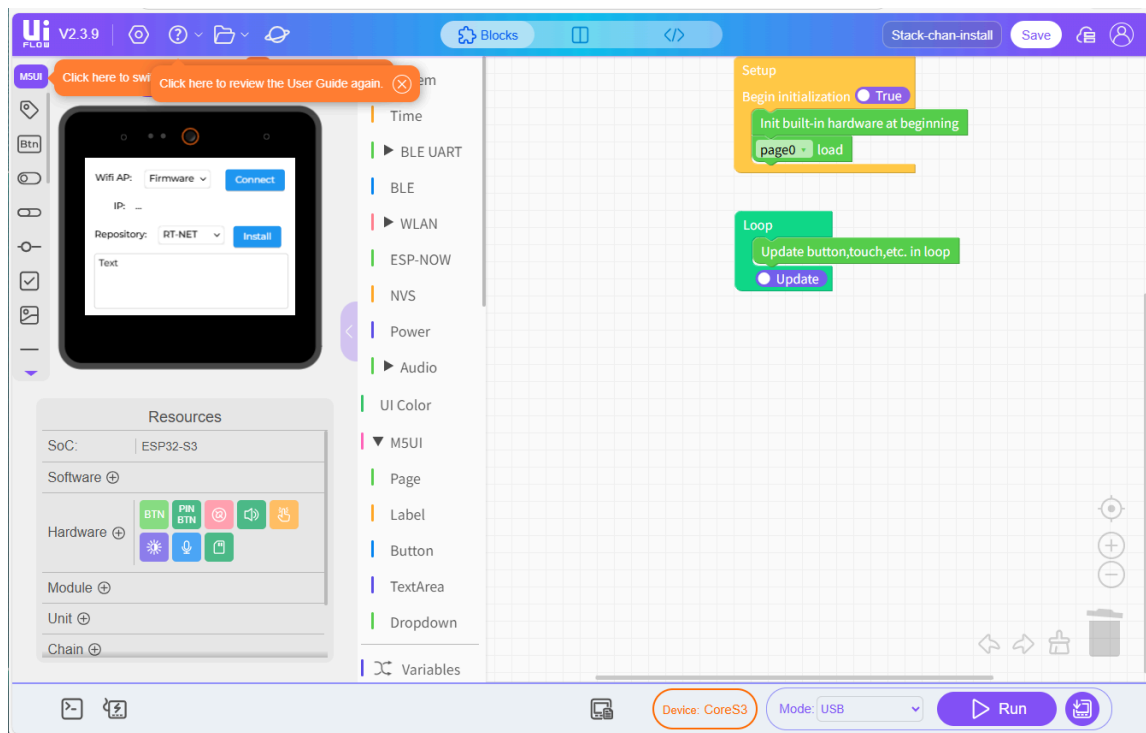 Ui
FLOW
V2.3.9
Blocks
</>
Stack-chan-install
Save
M5UI
Click here to swi
Click here to review the User Guide again.
em
Btn
Wifi AP:
Firmware
Connect
IP: _
Repository:
RT-NET
Install
Text
Resources
SoC:
ESP32-S3
Software
Hardware
BTN
PIN
BTN
Module
Unit
Chain
Time
BLE UART
BLE
WLAN
ESP-NOW
NVS
Power
Audio
UI Color
M5UI
Page
Label
Button
TextArea
Dropdown
Variables
Setup
Begin initialization True
Init built-in hardware at beginning
page0 load
Loop
Update button,touch,etc. in loop
Update
Device: CoreS3
Mode: USB
Run